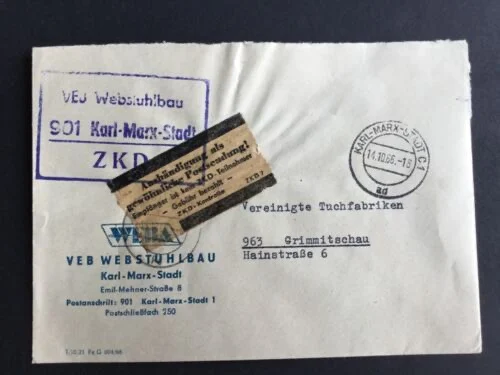 VEB Webstuhlbau
901 Karl-Marx-Stadt
ZKD
Aushändigung als
gewöhnliche Postsendung!
Empfänger ist kein ZKD-Teilnehmer
- Gebühr bezahlt -
ZKD-Kontrolle
ZKD 7
KARL-MARX-STADT C 1
14.10.66.-18
ad
WEBA
VEB WEBSTUHLBAU
Karl-Marx-Stadt
Emil-Mehner-Straße 8
Postanschrift: 901 Karl-Marx-Stadt 1
Postschließfach 250
Vereinigte Tuchfabriken
963 Grimmitschau
Hainstraße 6